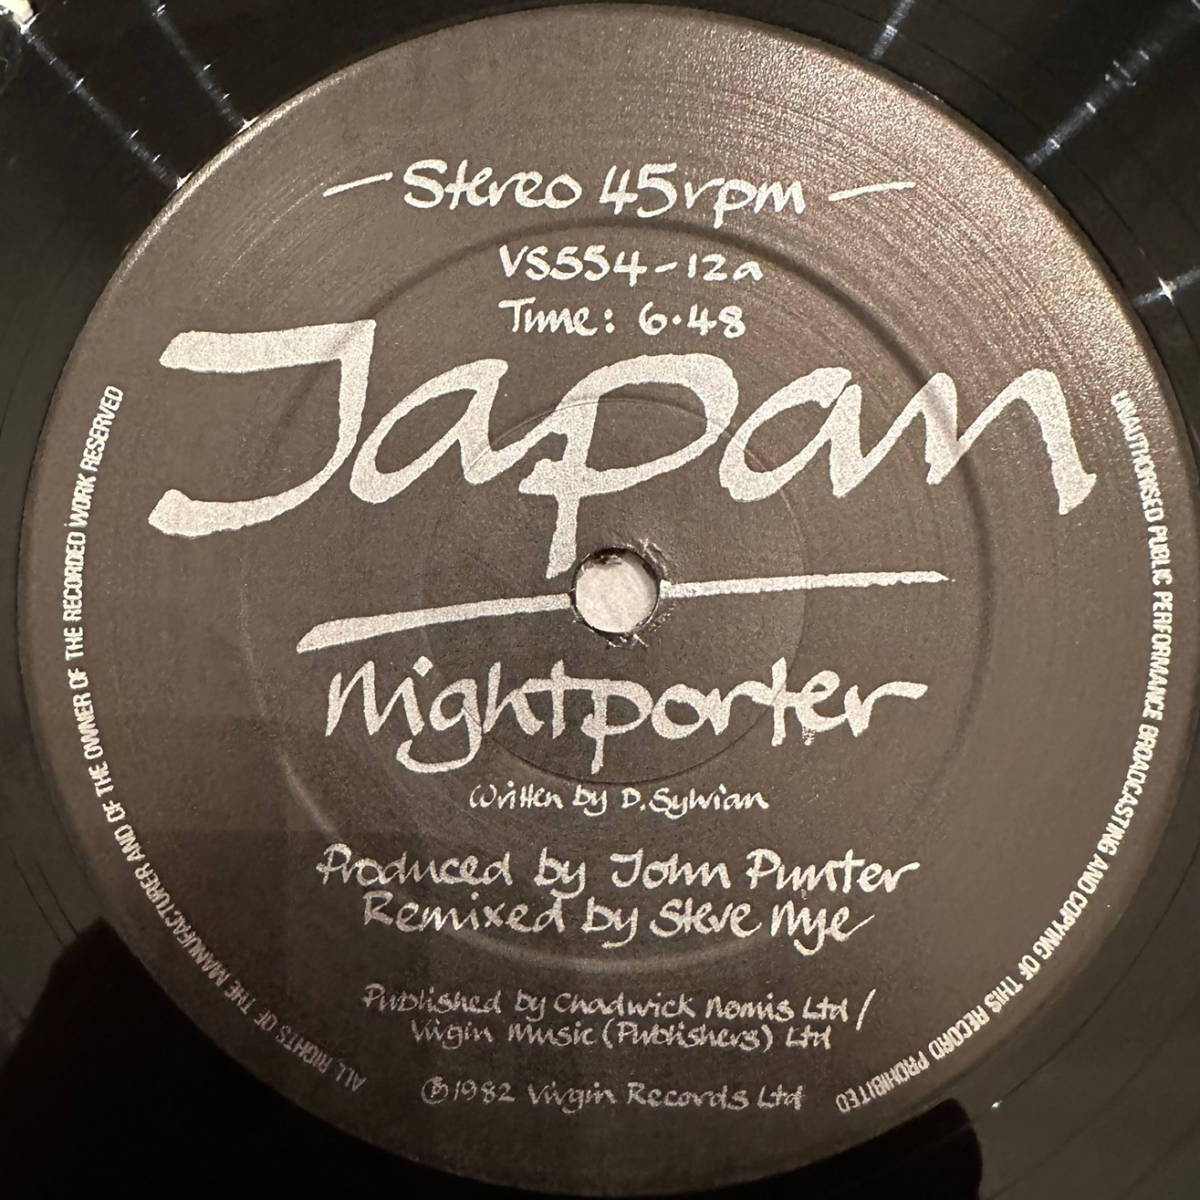 Stereo 45rpm
VS554-12a
Time: 6.48
Japan
Nightporter
Written by D. Sylvian
Produced by John Punter
Remixed by Steve Nye
Published by Chadwick Nomis Ltd/
Virgin Music (Publishers) Ltd
℗1982 Virgin Records Ltd
ALL RIGHTS OF THE MANUFACTURER AND OF THE OWNER OF THE RECORDED WORK RESERVED
UNAUTHORISED PUBLIC PERFORMANCE BROADCASTING AND COPYING OF THIS RECORD PROHIBITED